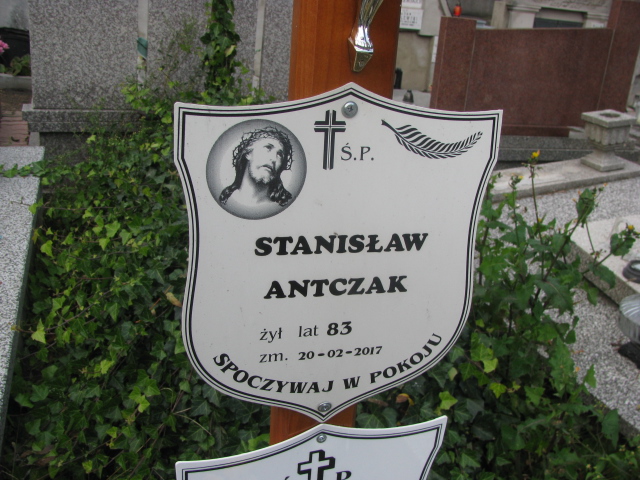 Ś.P.
STANISŁAW
ANTCZAK
żył lat 83
zm. 20-02-2017
SPOCZYWAJ W POKOJU
Ś.P.